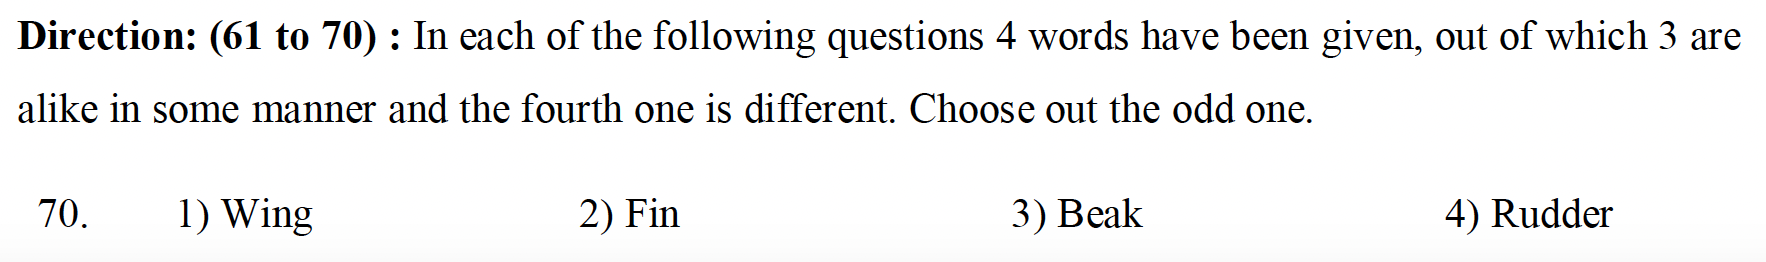 Direction: (61 to 70) : In each of the following questions 4 words have been given, out of which 3 are
alike in some manner and the fourth one is different. Choose out the odd one.
70. 1) Wing 2) Fin 3) Beak 4) Rudder